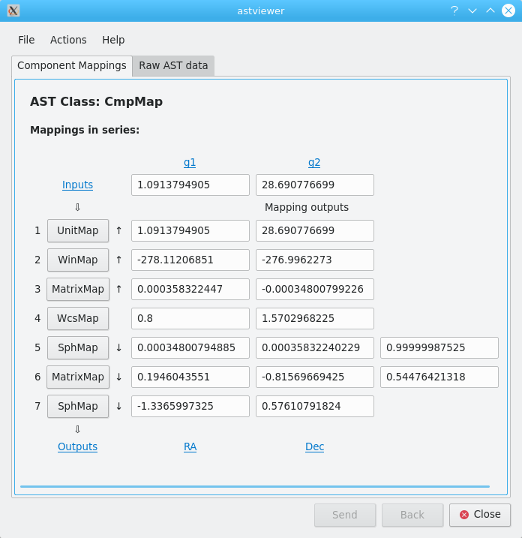 astviewer
File Actions Help
Component Mappings Raw AST data
AST Class: CmpMap
Mappings in series:
g1 g2
Inputs 1.0913794905 28.690776699
⇩ Mapping outputs
1 UnitMap ↑ 1.0913794905 28.690776699
2 WinMap ↑ -278.11206851 -276.9962273
3 MatrixMap ↑ 0.000358322447 -0.00034800799226
4 WcsMap 0.8 1.5702968225
5 SphMap ↓ 0.00034800794885 0.00035832240229 0.99999987525
6 MatrixMap ↓ 0.1946043551 -0.81569669425 0.54476421318
7 SphMap ↓ -1.3365997325 0.57610791824
⇩
Outputs RA Dec
Send Back Close